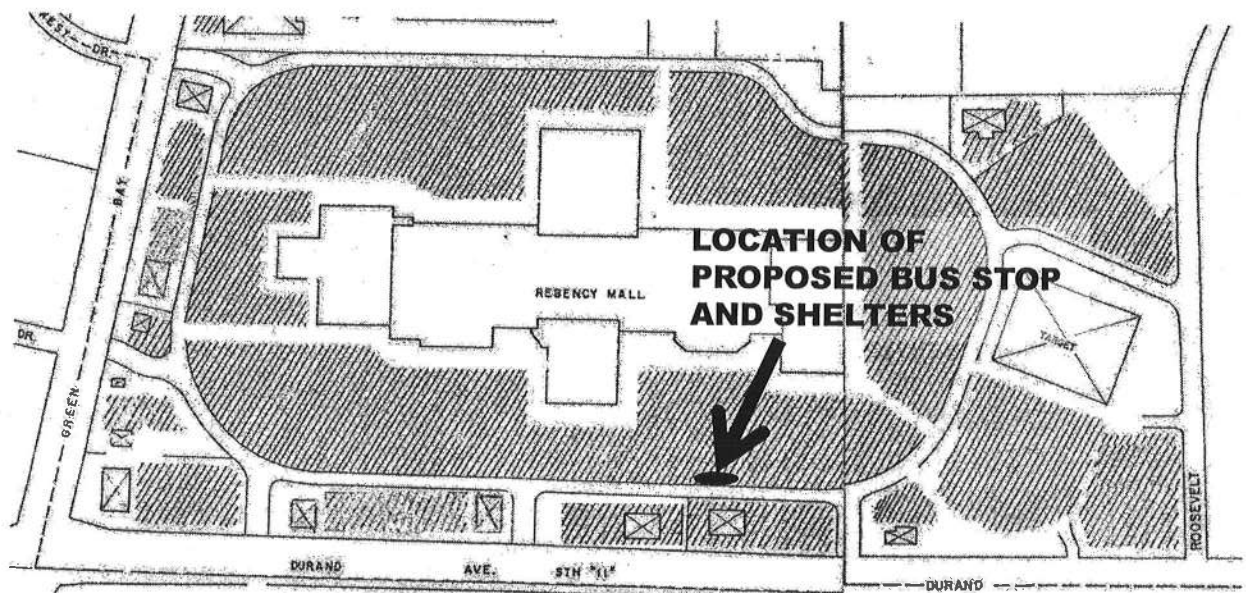 REST DR.
BAY
LOCATION OF
PROPOSED BUS STOP
AND SHELTERS
REGENCY MALL
TARGET
DR.
GREEN
ROOSEVELT
DURAND AVE. STH "11"
DURAND